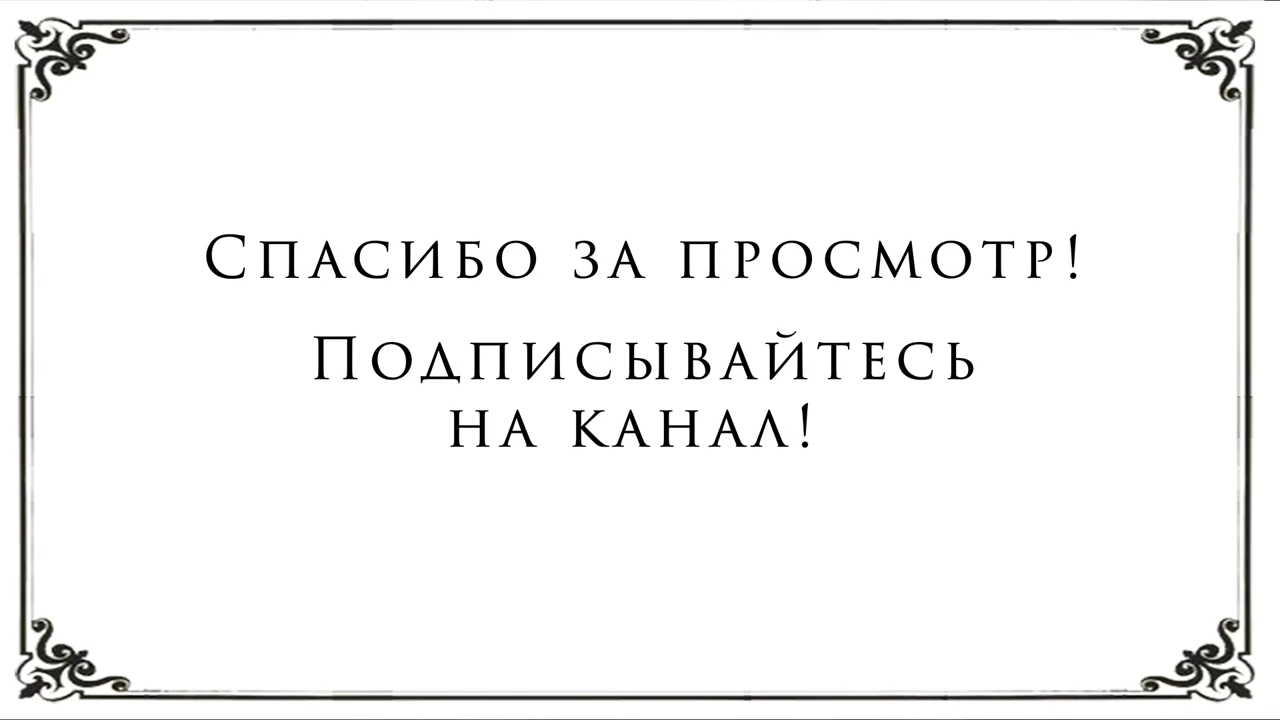 Спасибо за просмотр!
Подписывайтесь
на канал!